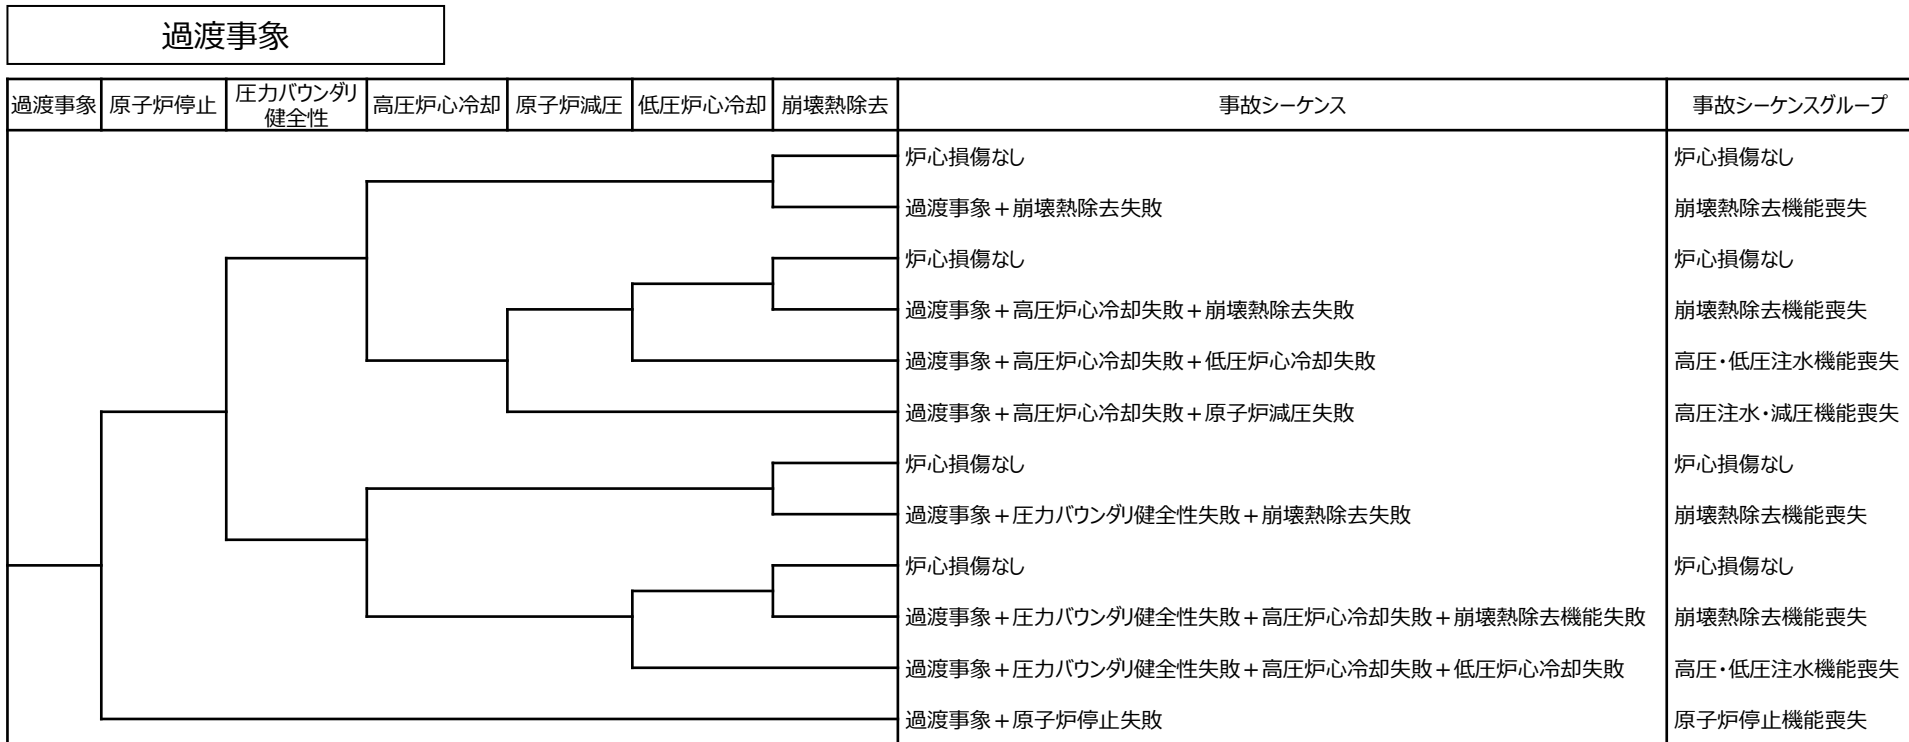 過渡事象
過渡事象 原子炉停止 圧力バウンダリ健全性 高圧炉心冷却 原子炉減圧 低圧炉心冷却 崩壊熱除去 事故シーケンス 事故シーケンスグループ
炉心損傷なし 炉心損傷なし
過渡事象+崩壊熱除去失敗 崩壊熱除去機能喪失
炉心損傷なし 炉心損傷なし
過渡事象+高圧炉心冷却失敗+崩壊熱除去失敗 崩壊熱除去機能喪失
過渡事象+高圧炉心冷却失敗+低圧炉心冷却失敗 高圧・低圧注水機能喪失
過渡事象+高圧炉心冷却失敗+原子炉減圧失敗 高圧注水・減圧機能喪失
炉心損傷なし 炉心損傷なし
過渡事象+圧力バウンダリ健全性失敗+崩壊熱除去失敗 崩壊熱除去機能喪失
炉心損傷なし 炉心損傷なし
過渡事象+圧力バウンダリ健全性失敗+高圧炉心冷却失敗+崩壊熱除去機能失敗 崩壊熱除去機能喪失
過渡事象+圧力バウンダリ健全性失敗+高圧炉心冷却失敗+低圧炉心冷却失敗 高圧・低圧注水機能喪失
過渡事象+原子炉停止失敗 原子炉停止機能喪失